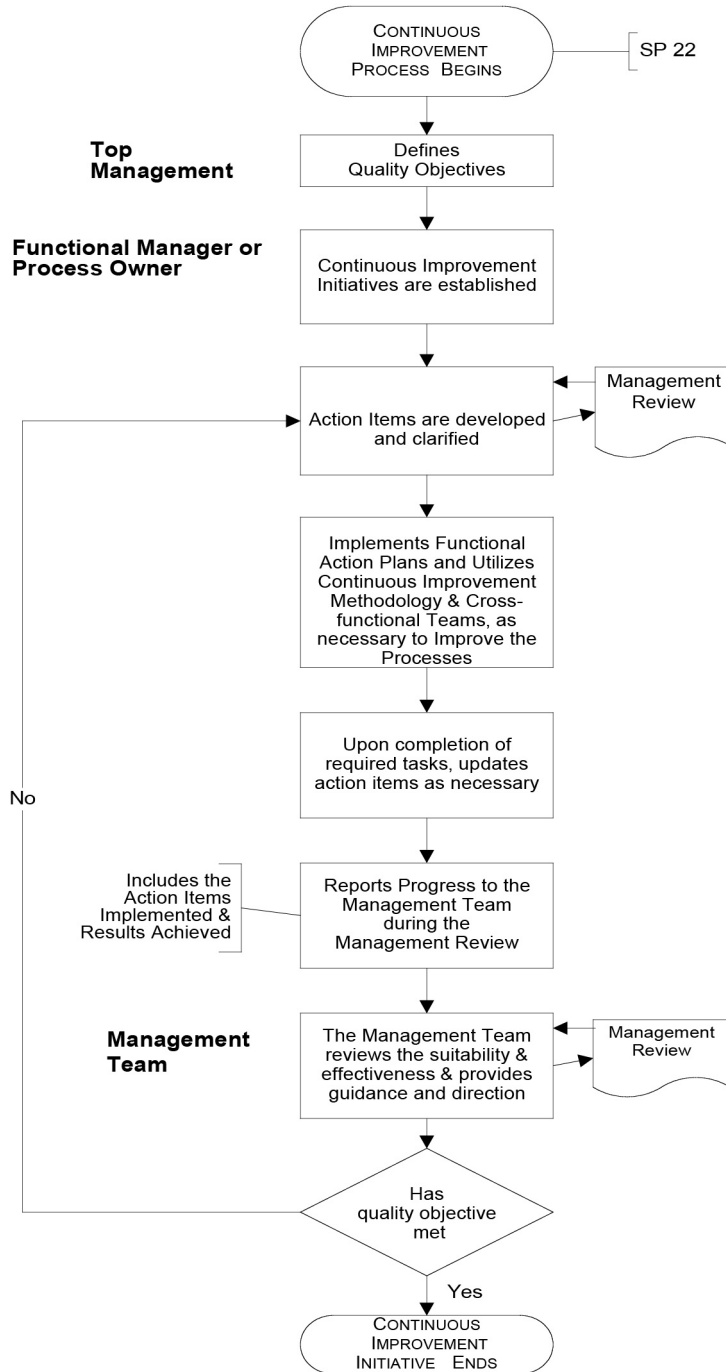 CONTINUOUS
IMPROVEMENT
PROCESS BEGINS
SP 22
Top
Management
Defines
Quality Objectives
Functional Manager or
Process Owner
Continuous Improvement
Initiatives are established
Action Items are developed
and clarified
Management
Review
Implements Functional
Action Plans and Utilizes
Continuous Improvement
Methodology & Cross-
functional Teams, as
necessary to Improve the
Processes
Upon completion of
required tasks, updates
action items as necessary
No
Includes the
Action Items
Implemented &
Results Achieved
Reports Progress to the
Management Team
during the
Management Review
Management
Team
The Management Team
reviews the suitability &
effectiveness & provides
guidance and direction
Management
Review
Has
quality objective
met
Yes
CONTINUOUS
IMPROVEMENT
INITIATIVE ENDS